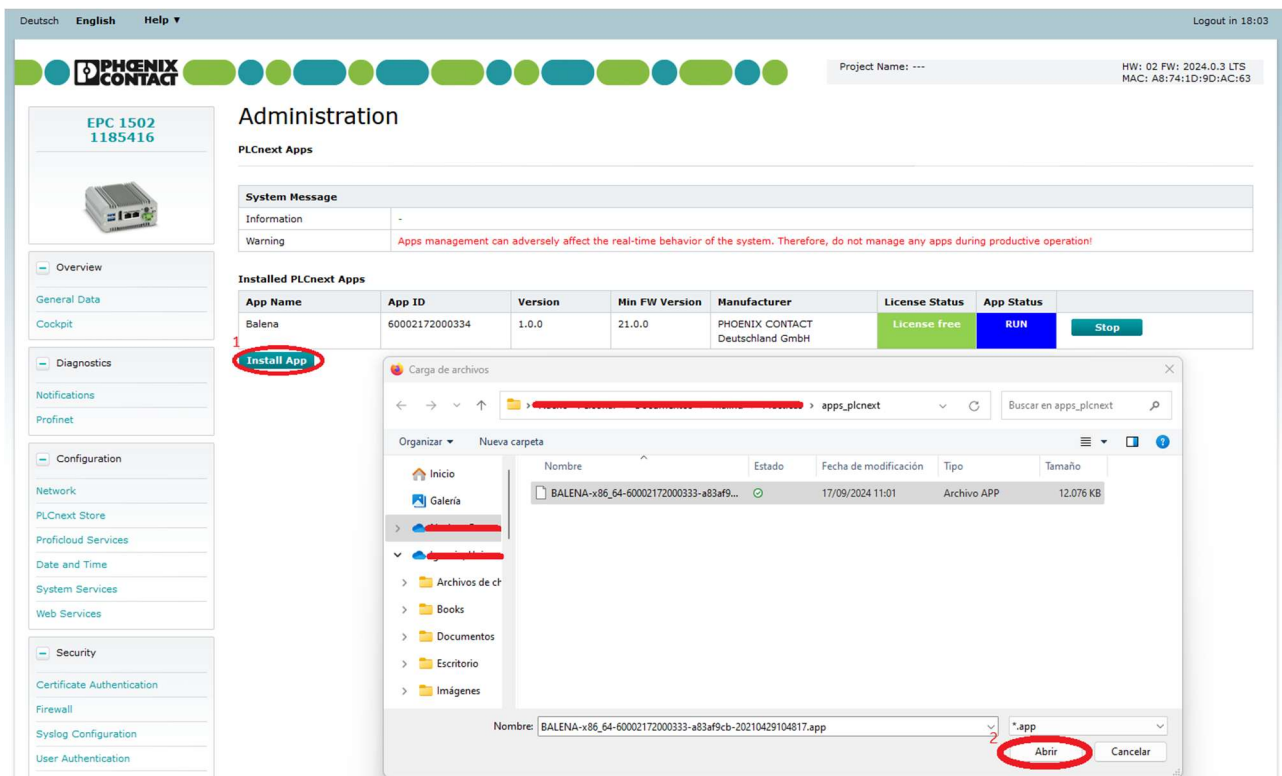 Deutsch English Help ▼ Logout in 18:03
PHŒNIX CONTACT
Project Name: --- HW: 02 FW: 2024.0.3 LTS
MAC: A8:74:1D:9D:AC:63
EPC 1502
1185416
Overview
General Data
Cockpit
Diagnostics
Notifications
Profinet
Configuration
Network
PLCnext Store
Proficloud Services
Date and Time
System Services
Web Services
Security
Certificate Authentication
Firewall
Syslog Configuration
User Authentication
Administration
PLCnext Apps
System Message
Information -
Warning Apps management can adversely affect the real-time behavior of the system. Therefore, do not manage any apps during productive operation!
Installed PLCnext Apps
App Name App ID Version Min FW Version Manufacturer License Status App Status
Balena 60002172000334 1.0.0 21.0.0 PHOENIX CONTACT Deutschland GmbH License free RUN Stop
1
Install App
Carga de archivos
apps_plcnext Buscar en apps_plcnext
Organizar Nueva carpeta
Inicio
Galería
Archivos de ch
Books
Documentos
Escritorio
Imágenes
Nombre Estado Fecha de modificación Tipo Tamaño
BALENA-x86_64-60002172000333-a83af9... 17/09/2024 11:01 Archivo APP 12.076 KB
Nombre: BALENA-x86_64-60002172000333-a83af9cb-20210429104817.app *.app
2
Abrir Cancelar